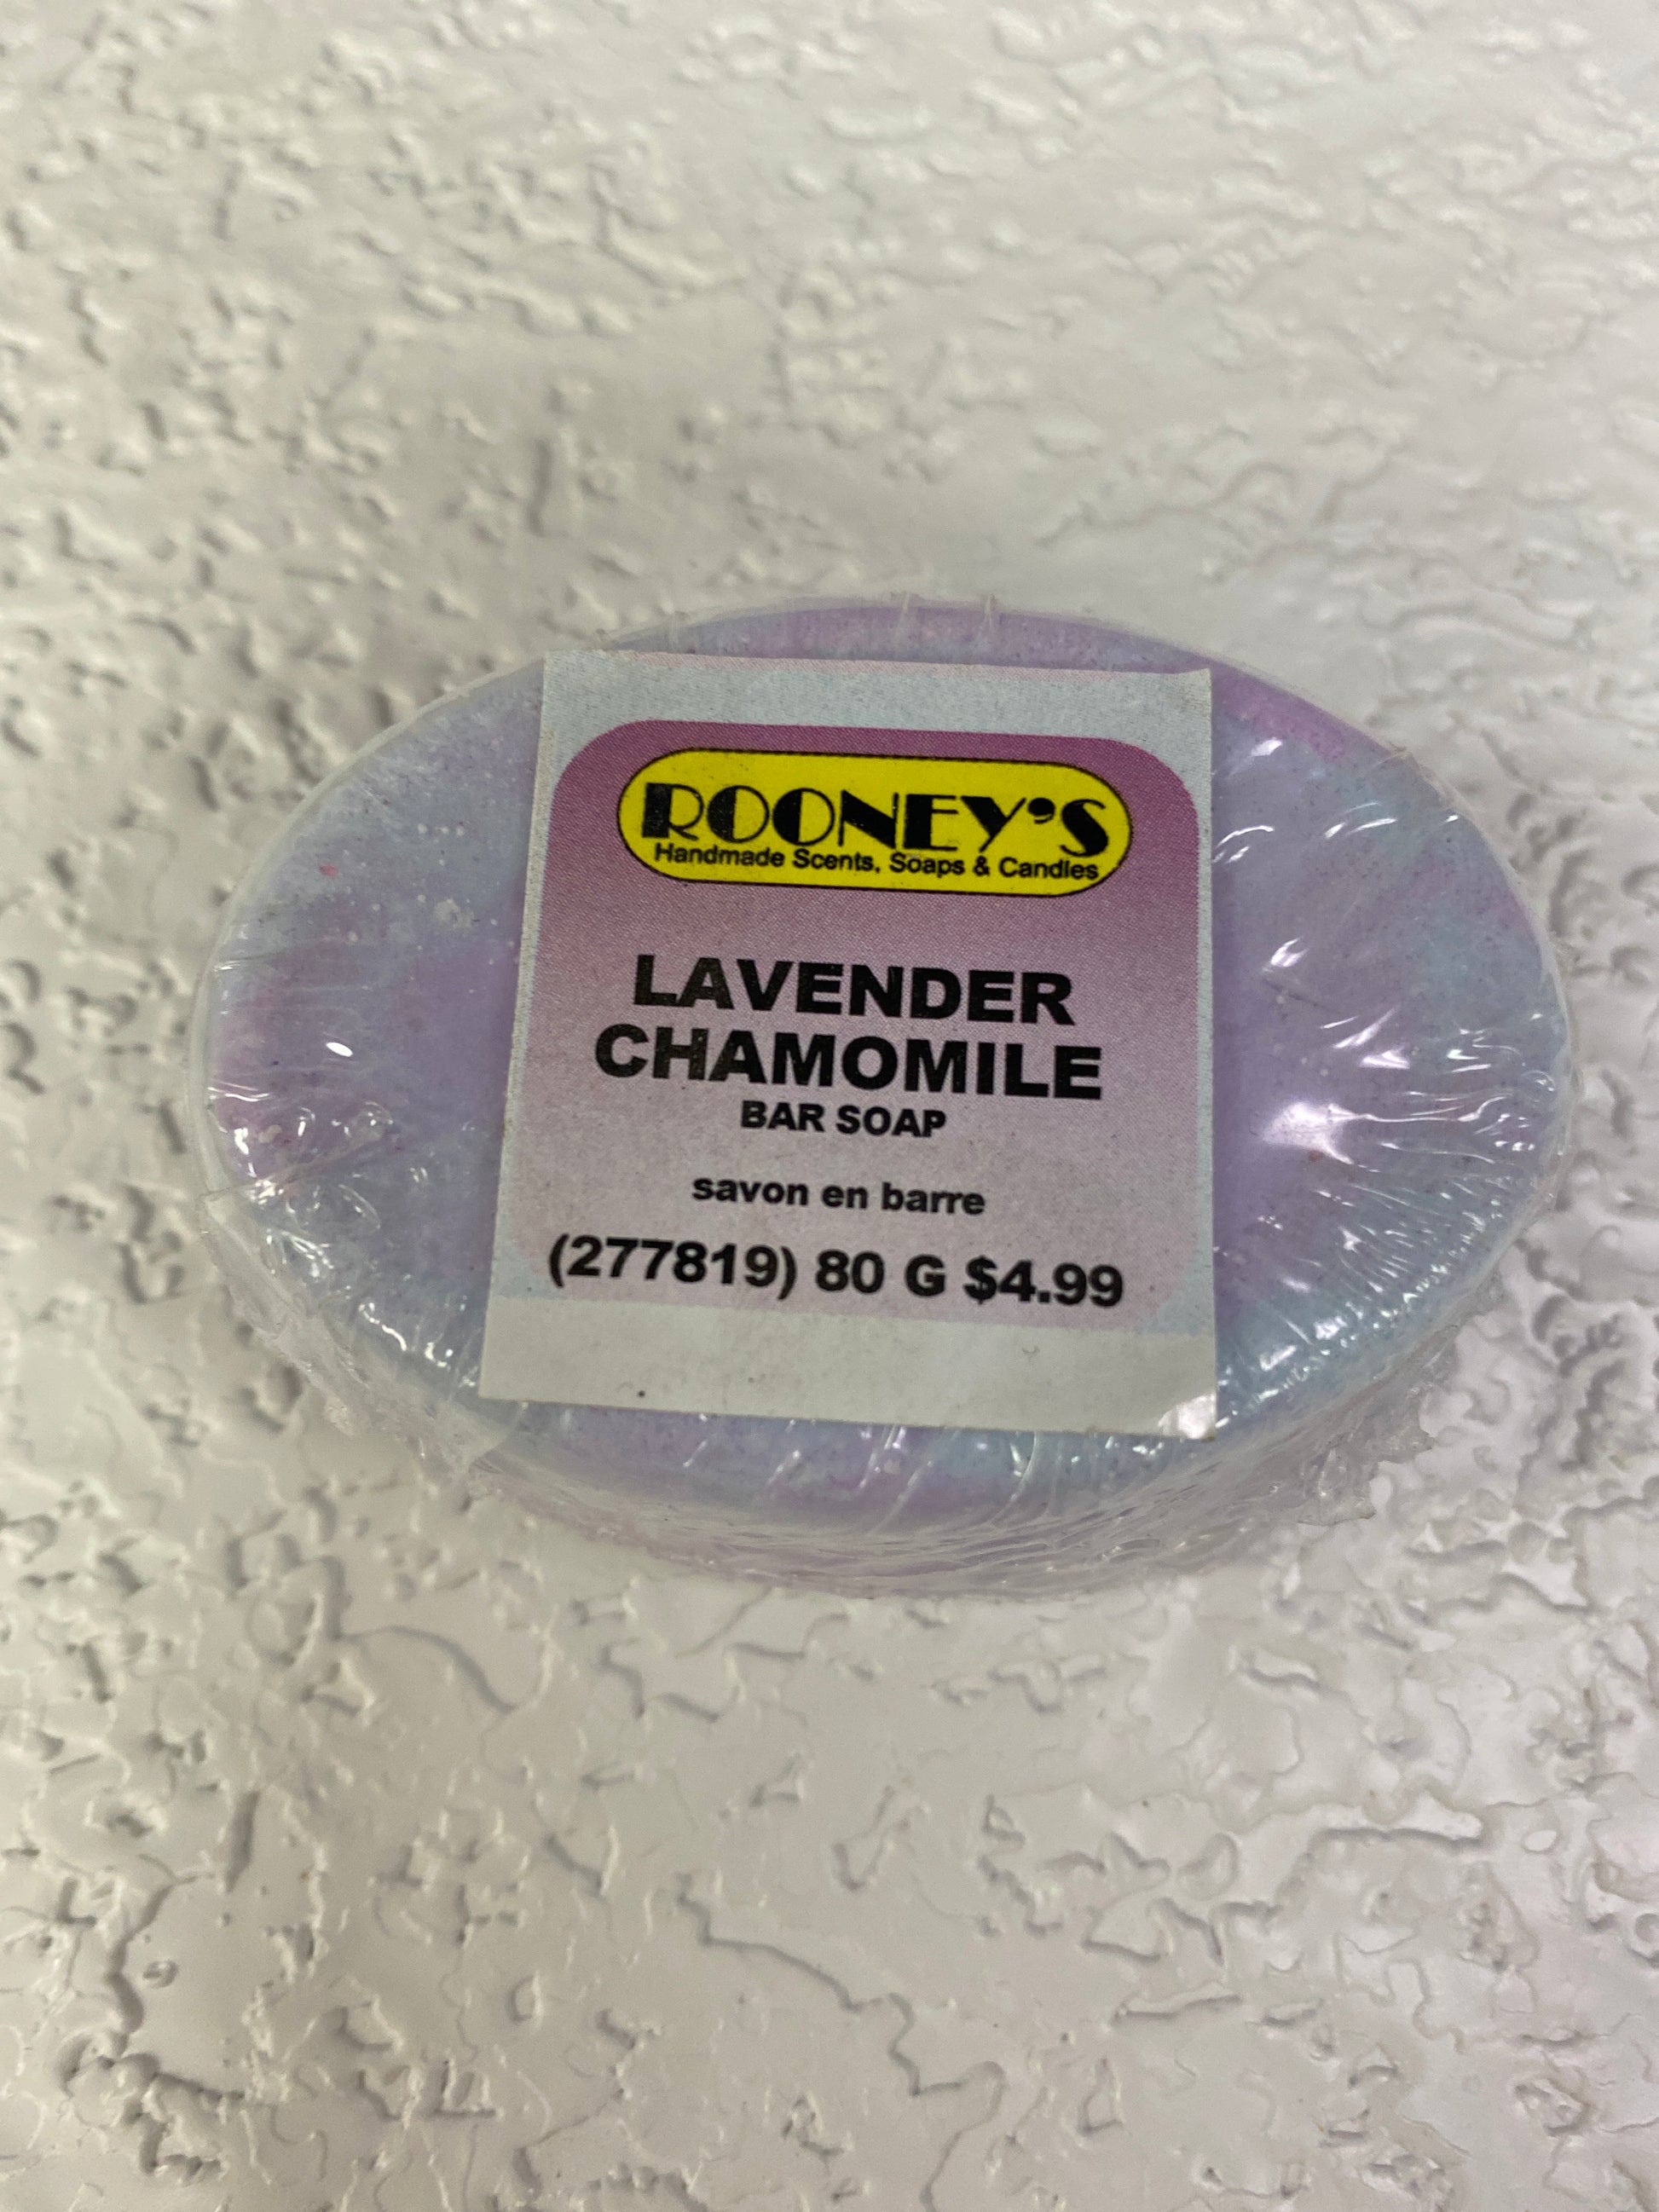 ROONEY'S
Handmade Scents, Soaps & Candles
LAVENDER
CHAMOMILE
BAR SOAP
savon en barre
(277819) 80 G $4.99